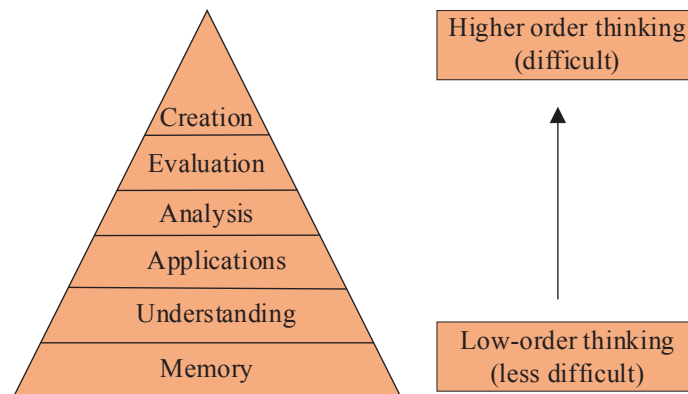 Creation
Evaluation
Analysis
Applications
Understanding
Memory
Higher order thinking
(difficult)
Low-order thinking
(less difficult)